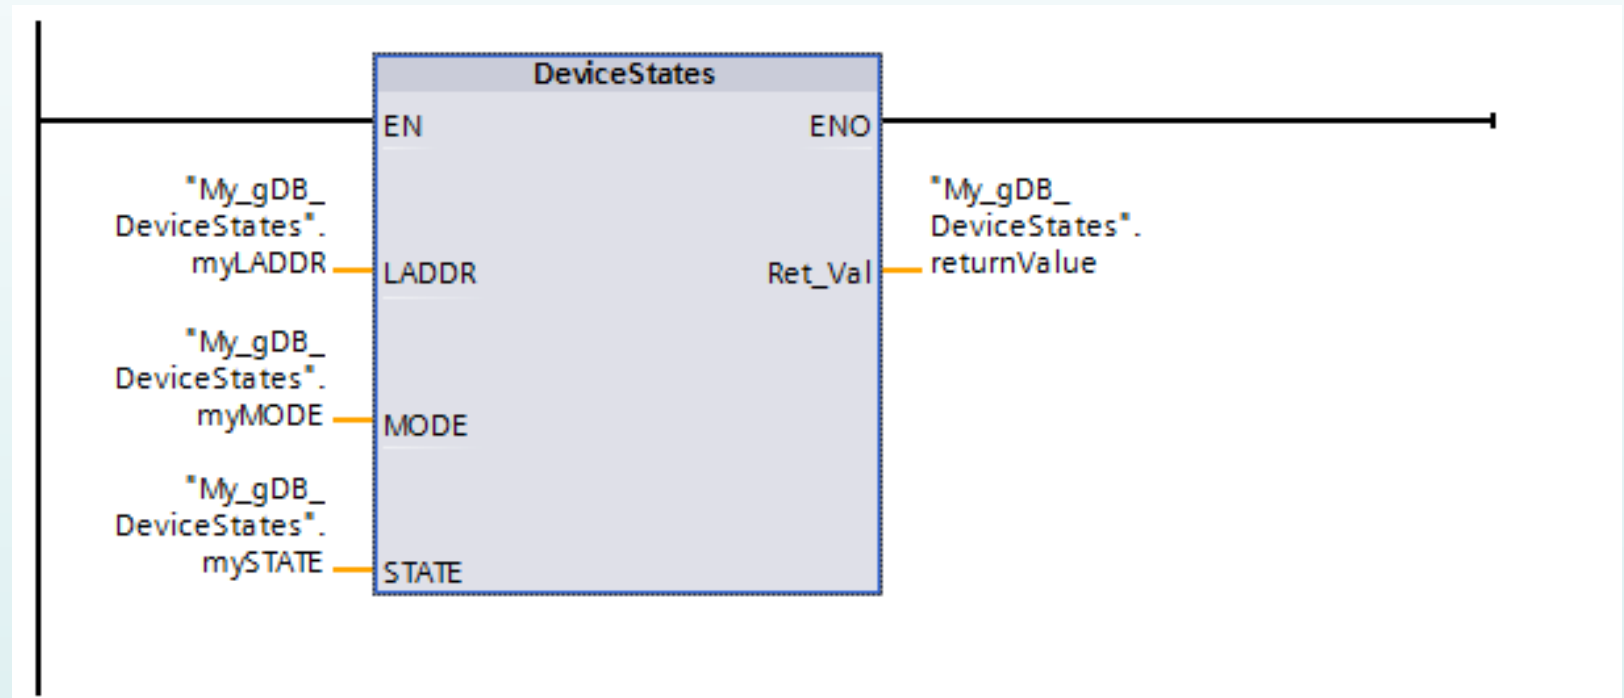 DeviceStates
EN
ENO
"My_gDB_
DeviceStates".
myLADDR
LADDR
Ret_Val
"My_gDB_
DeviceStates".
returnValue
"My_gDB_
DeviceStates".
myMODE
MODE
"My_gDB_
DeviceStates".
mySTATE
STATE